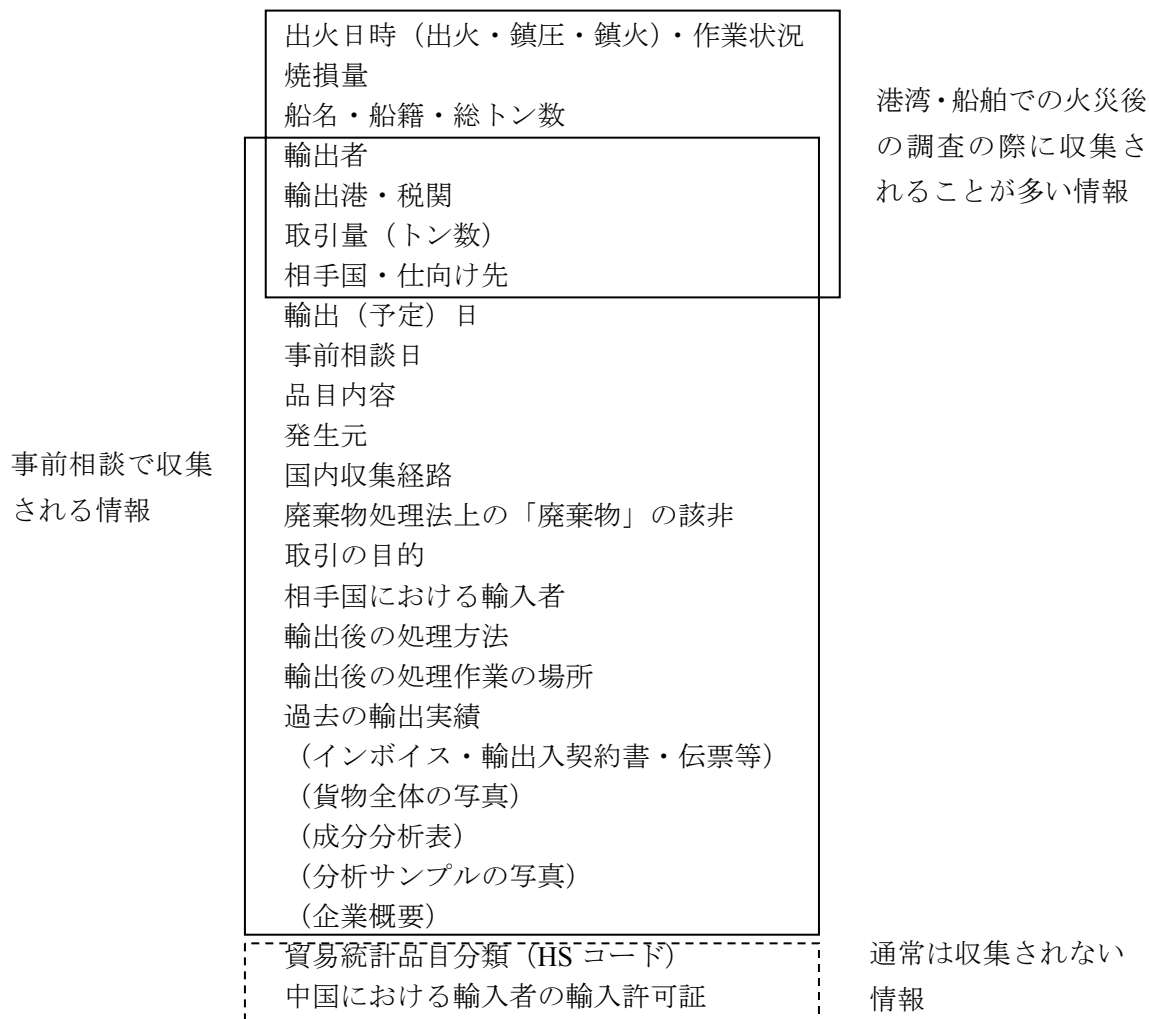 出火日時（出火・鎮圧・鎮火）・作業状況
焼損量
船名・船籍・総トン数
輸出者
輸出港・税関
取引量（トン数）
相手国・仕向け先
港湾・船舶での火災後
の調査の際に収集さ
れることが多い情報
輸出（予定）日
事前相談日
品目内容
発生元
国内収集経路
廃棄物処理法上の「廃棄物」の該非
取引の目的
相手国における輸入者
輸出後の処理方法
輸出後の処理作業の場所
過去の輸出実績
（インボイス・輸出入契約書・伝票等）
（貨物全体の写真）
（成分分析表）
（分析サンプルの写真）
（企業概要）
事前相談で収集
される情報
貿易統計品目分類（HS コード）
中国における輸入者の輸入許可証
通常は収集されない
情報